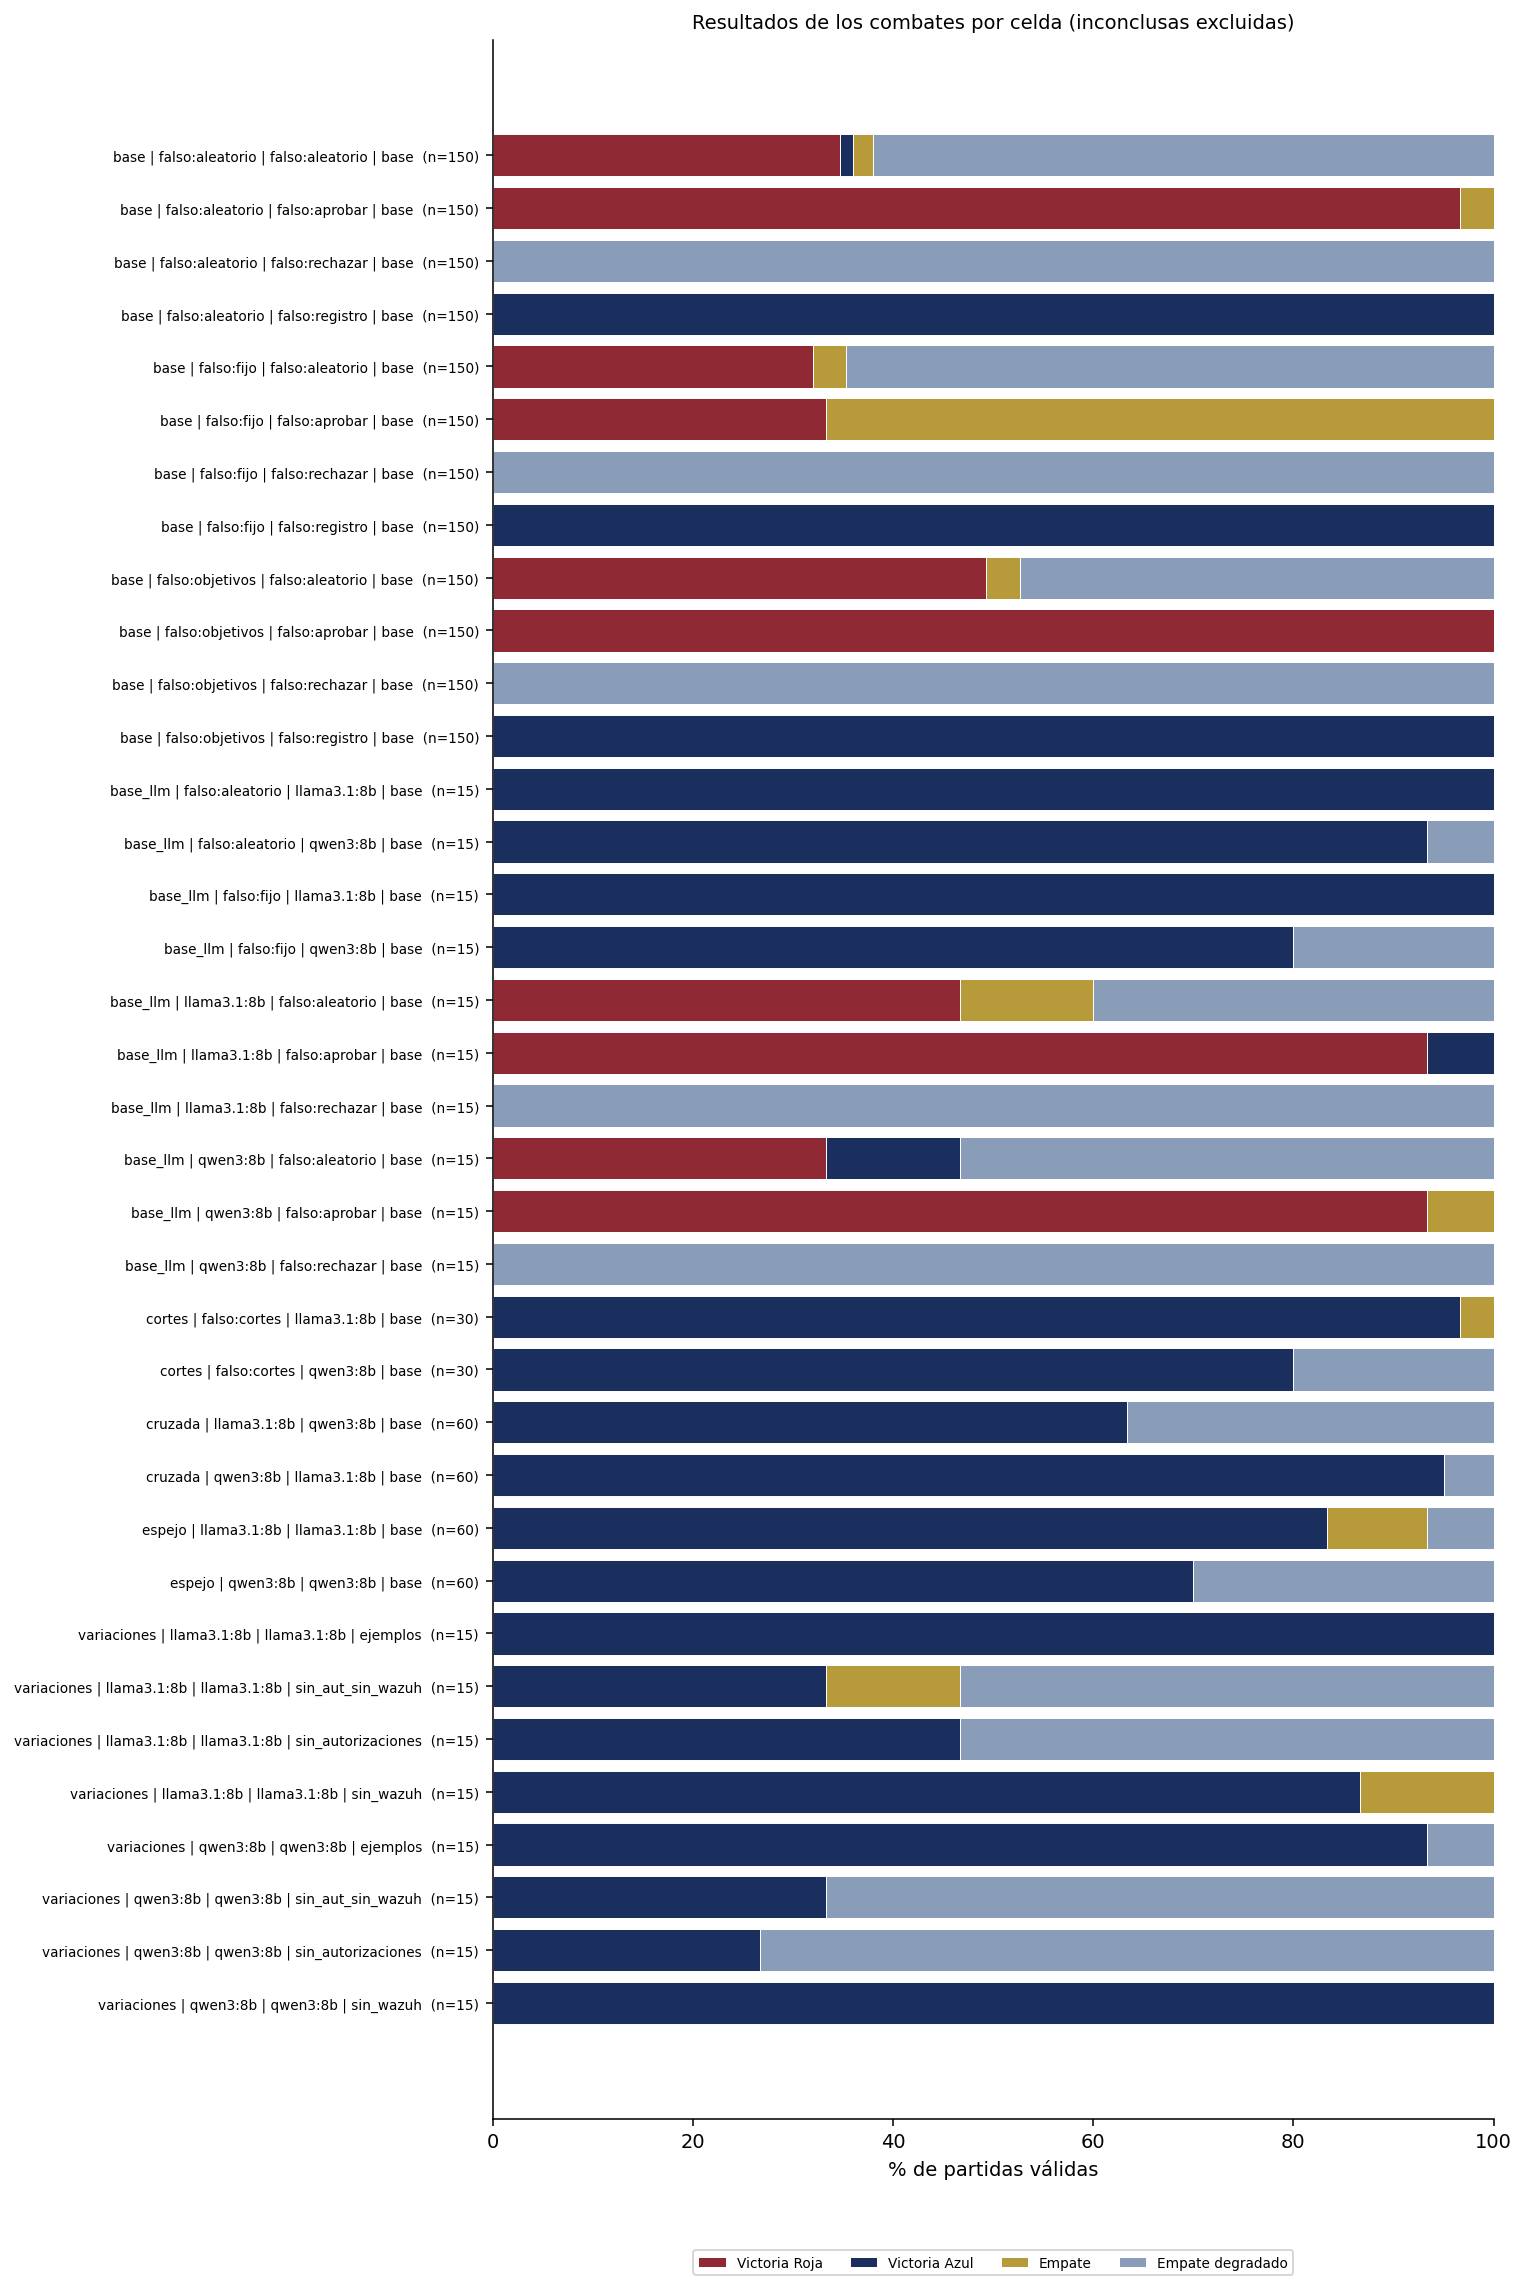 Resultados de los combates por celda (inconclusas excluidas)
base | falso:aleatorio | falso:aleatorio | base  (n=150)
base | falso:aleatorio | falso:aprobar | base  (n=150)
base | falso:aleatorio | falso:rechazar | base  (n=150)
base | falso:aleatorio | falso:registro | base  (n=150)
base | falso:fijo | falso:aleatorio | base  (n=150)
base | falso:fijo | falso:aprobar | base  (n=150)
base | falso:fijo | falso:rechazar | base  (n=150)
base | falso:fijo | falso:registro | base  (n=150)
base | falso:objetivos | falso:aleatorio | base  (n=150)
base | falso:objetivos | falso:aprobar | base  (n=150)
base | falso:objetivos | falso:rechazar | base  (n=150)
base | falso:objetivos | falso:registro | base  (n=150)
base_llm | falso:aleatorio | llama3.1:8b | base  (n=15)
base_llm | falso:aleatorio | qwen3:8b | base  (n=15)
base_llm | falso:fijo | llama3.1:8b | base  (n=15)
base_llm | falso:fijo | qwen3:8b | base  (n=15)
base_llm | llama3.1:8b | falso:aleatorio | base  (n=15)
base_llm | llama3.1:8b | falso:aprobar | base  (n=15)
base_llm | llama3.1:8b | falso:rechazar | base  (n=15)
base_llm | qwen3:8b | falso:aleatorio | base  (n=15)
base_llm | qwen3:8b | falso:aprobar | base  (n=15)
base_llm | qwen3:8b | falso:rechazar | base  (n=15)
cortes | falso:cortes | llama3.1:8b | base  (n=30)
cortes | falso:cortes | qwen3:8b | base  (n=30)
cruzada | llama3.1:8b | qwen3:8b | base  (n=60)
cruzada | qwen3:8b | llama3.1:8b | base  (n=60)
espejo | llama3.1:8b | llama3.1:8b | base  (n=60)
espejo | qwen3:8b | qwen3:8b | base  (n=60)
variaciones | llama3.1:8b | llama3.1:8b | ejemplos  (n=15)
variaciones | llama3.1:8b | llama3.1:8b | sin_aut_sin_wazuh  (n=15)
variaciones | llama3.1:8b | llama3.1:8b | sin_autorizaciones  (n=15)
variaciones | llama3.1:8b | llama3.1:8b | sin_wazuh  (n=15)
variaciones | qwen3:8b | qwen3:8b | ejemplos  (n=15)
variaciones | qwen3:8b | qwen3:8b | sin_aut_sin_wazuh  (n=15)
variaciones | qwen3:8b | qwen3:8b | sin_autorizaciones  (n=15)
variaciones | qwen3:8b | qwen3:8b | sin_wazuh  (n=15)
0 20 40 60 80 100
% de partidas válidas
Victoria Roja Victoria Azul Empate Empate degradado